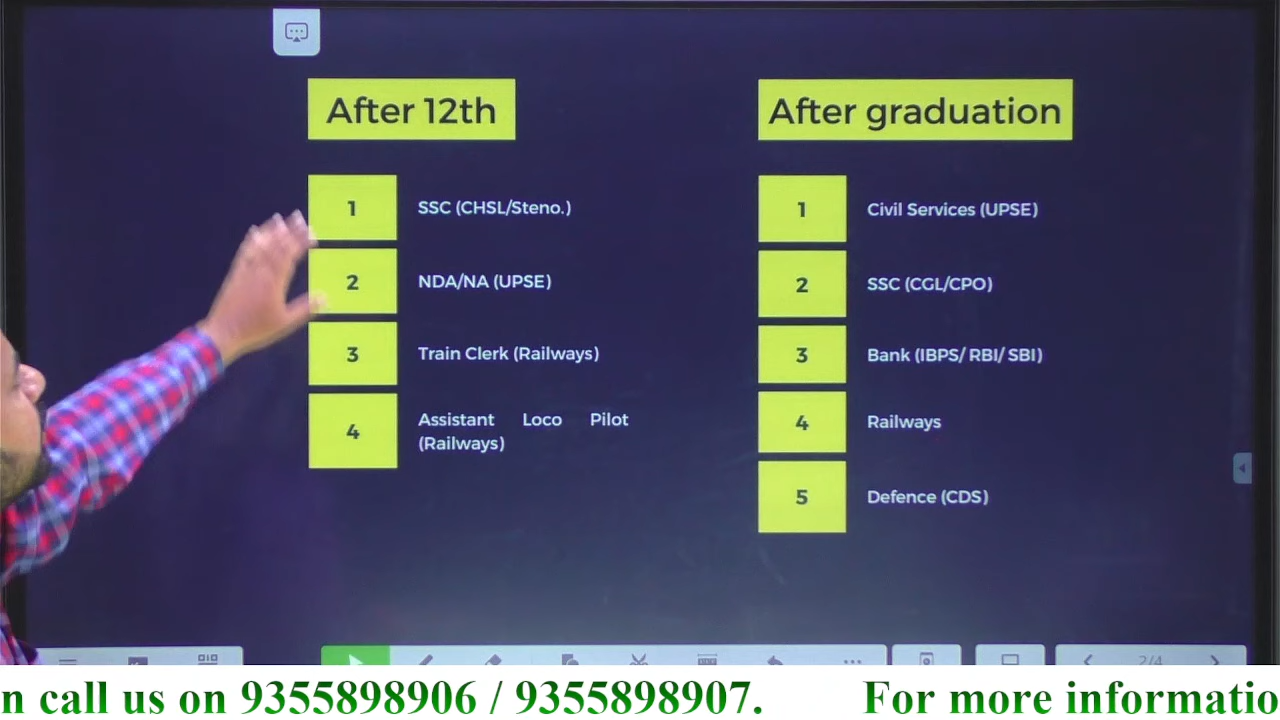 After 12th
1 SSC (CHSL/Steno.)
2 NDA/NA (UPSE)
3 Train Clerk (Railways)
4 Assistant Loco Pilot
(Railways)
After graduation
1 Civil Services (UPSE)
2 SSC (CGL/CPO)
3 Bank (IBPS/ RBI/ SBI)
4 Railways
5 Defence (CDS)
2/4
n call us on 9355898906 / 9355898907. For more informatio